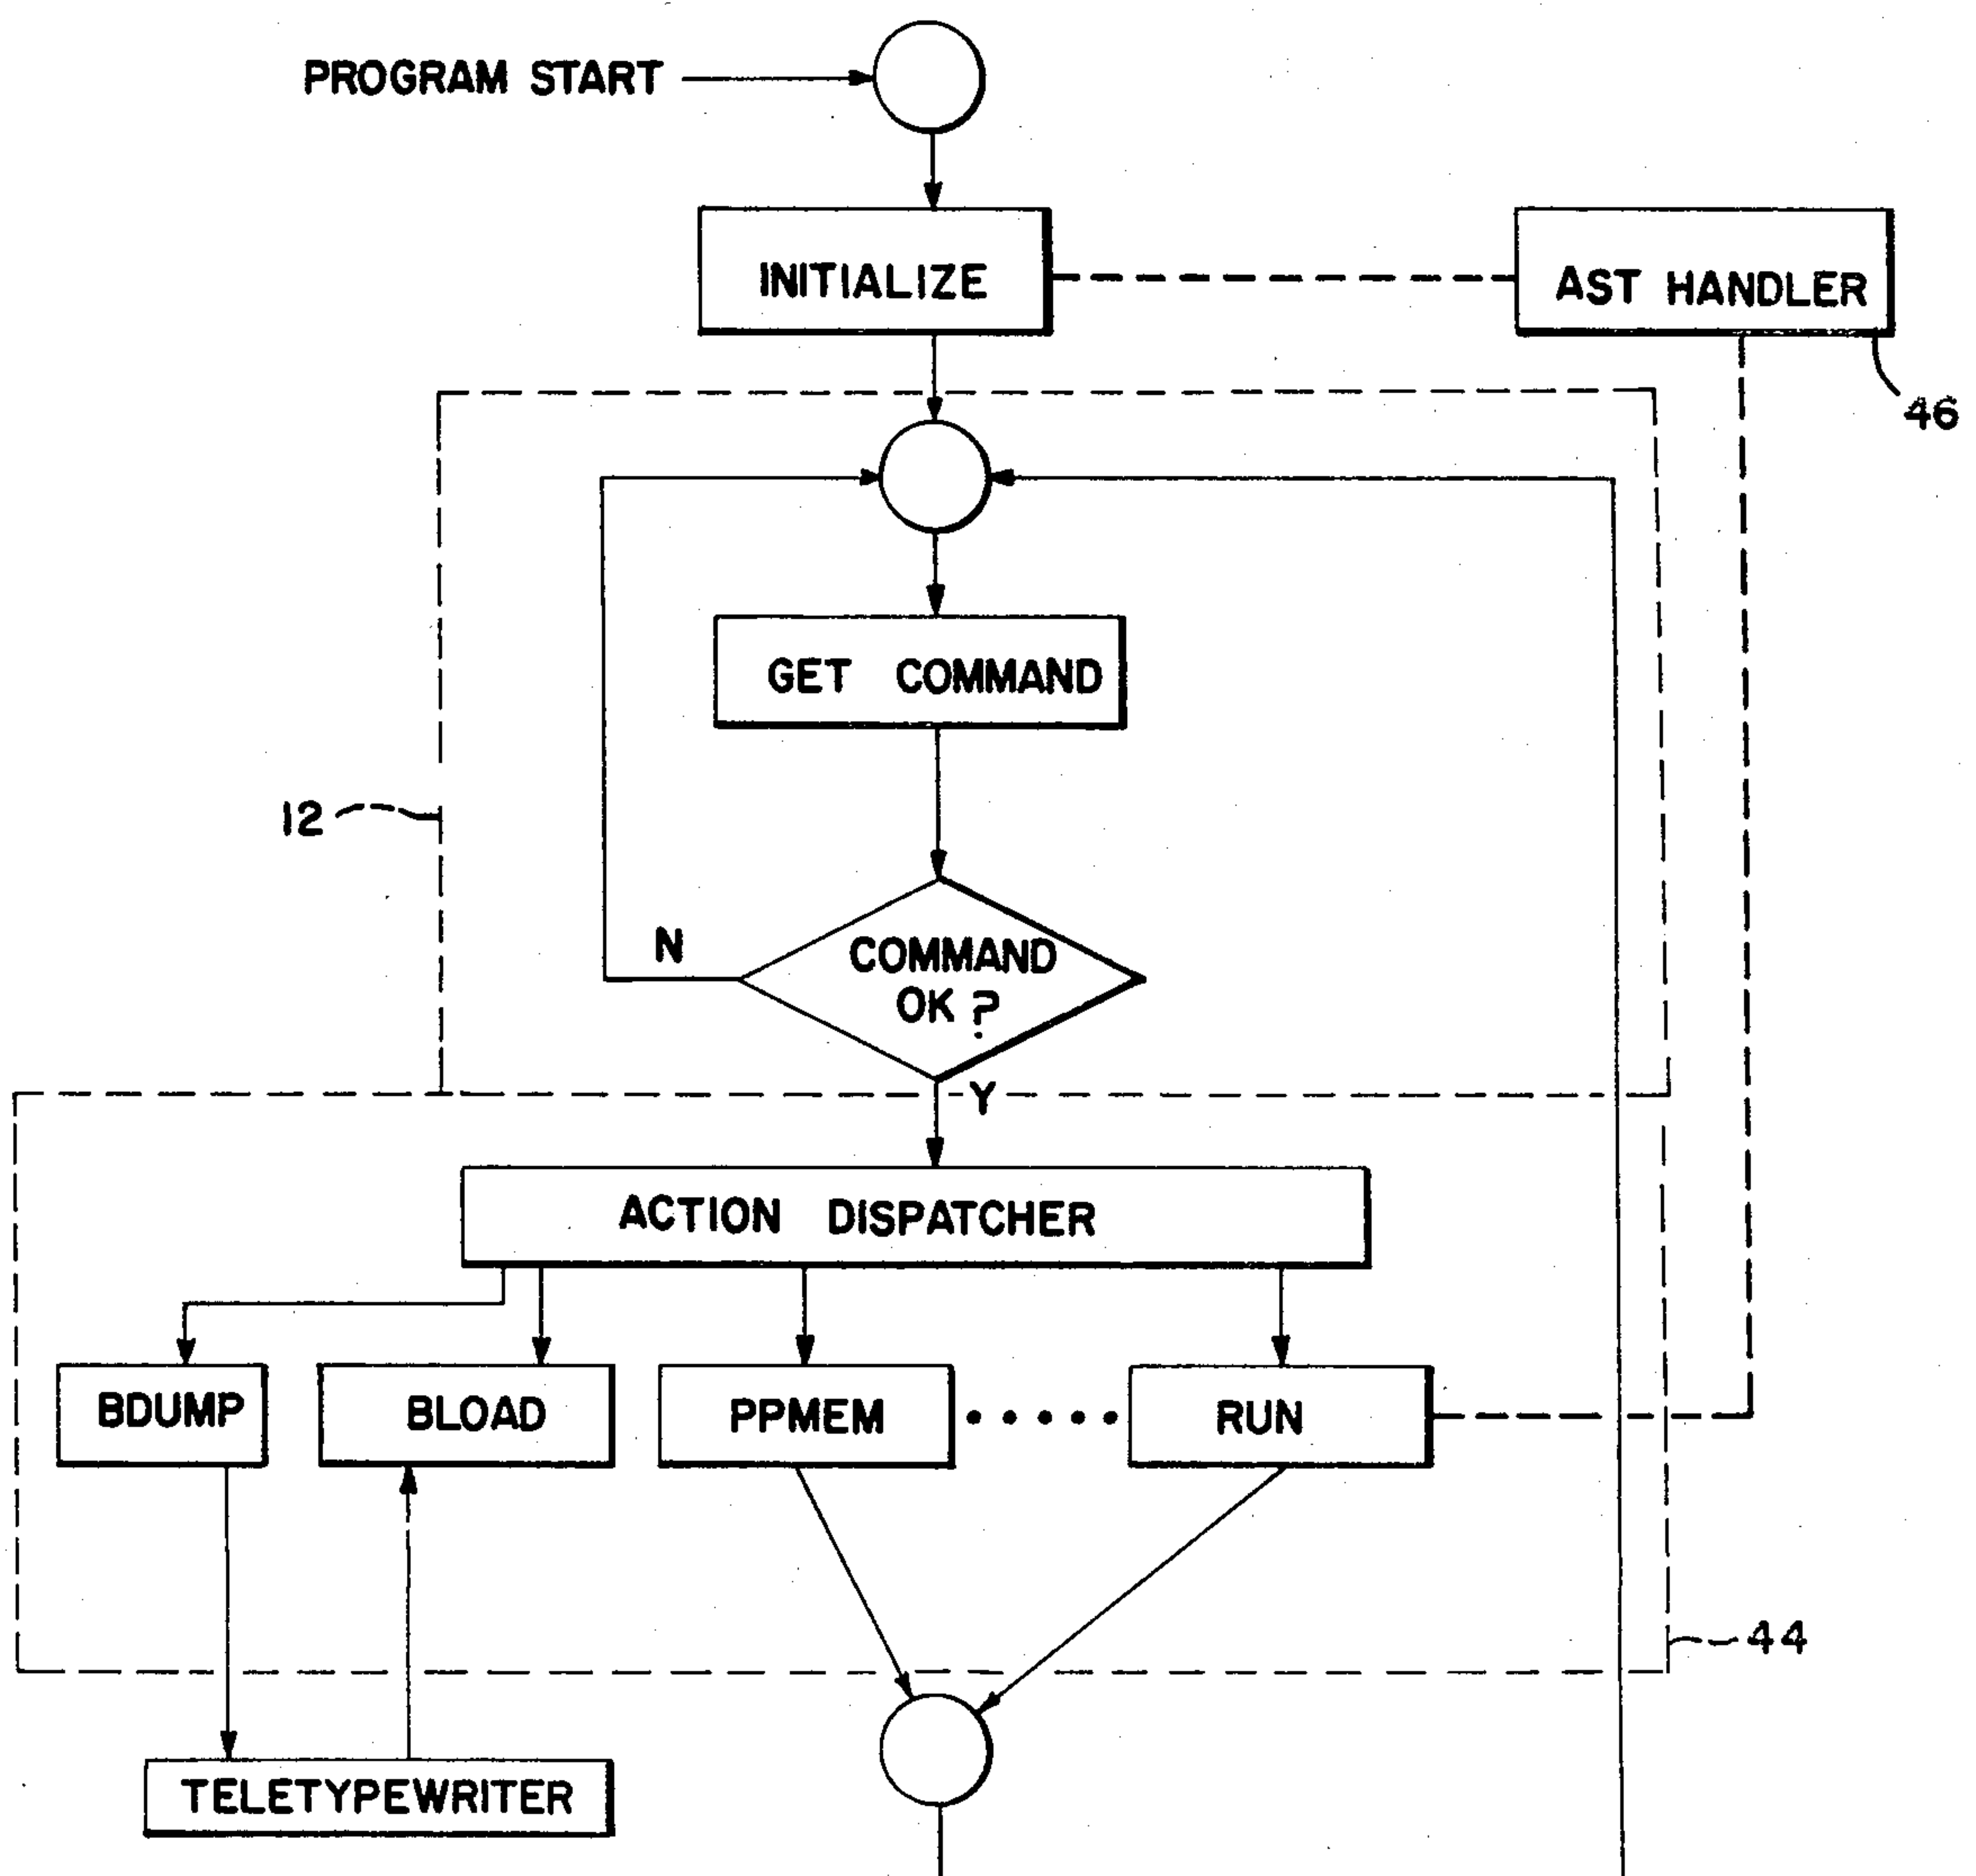 PROGRAM START
INITIALIZE
AST HANDLER
46
GET COMMAND
12
N
COMMAND
OK ?
Y
ACTION DISPATCHER
BDUMP
BLOAD
PPMEM
RUN
44
TELETYPEWRITER